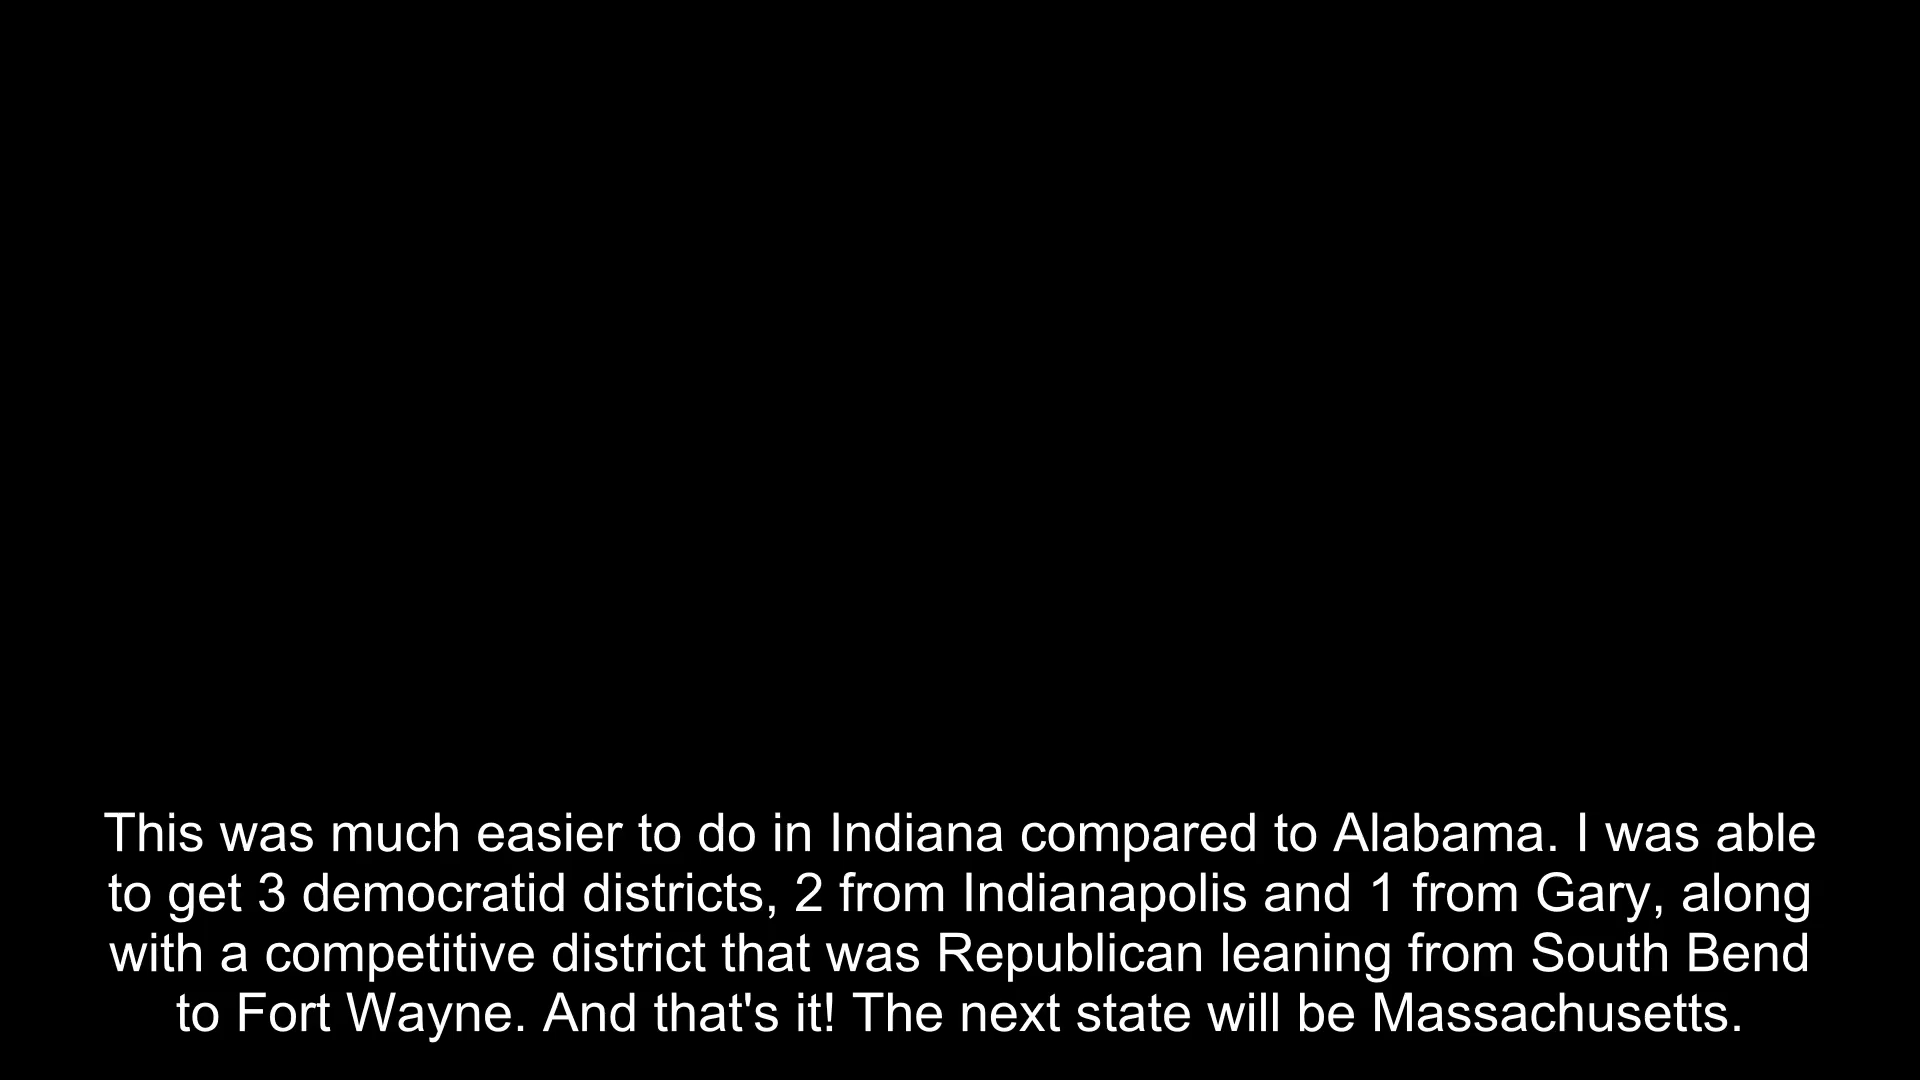 This was much easier to do in Indiana compared to Alabama. I was able
to get 3 democratid districts, 2 from Indianapolis and 1 from Gary, along
with a competitive district that was Republican leaning from South Bend
to Fort Wayne. And that's it! The next state will be Massachusetts.